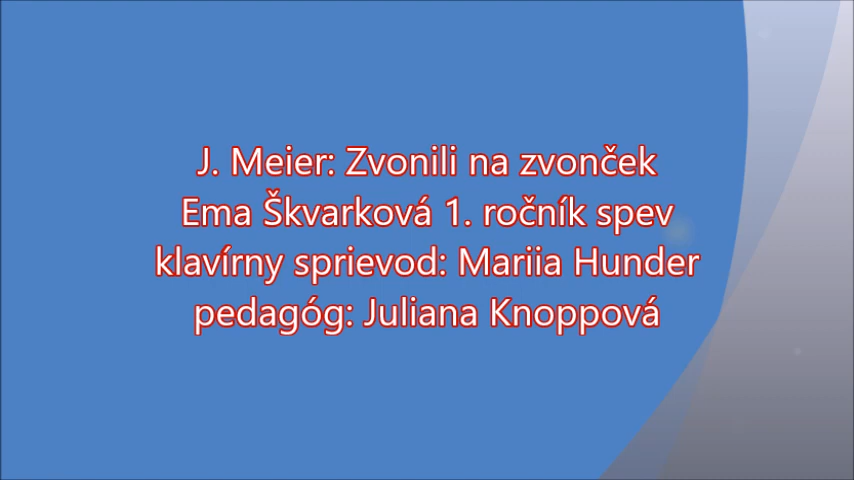 J. Meier: Zvonili na zvonček
Ema Škvarková 1. ročník spev
klavírny sprievod: Mariia Hunder
pedagóg: Juliana Knoppová